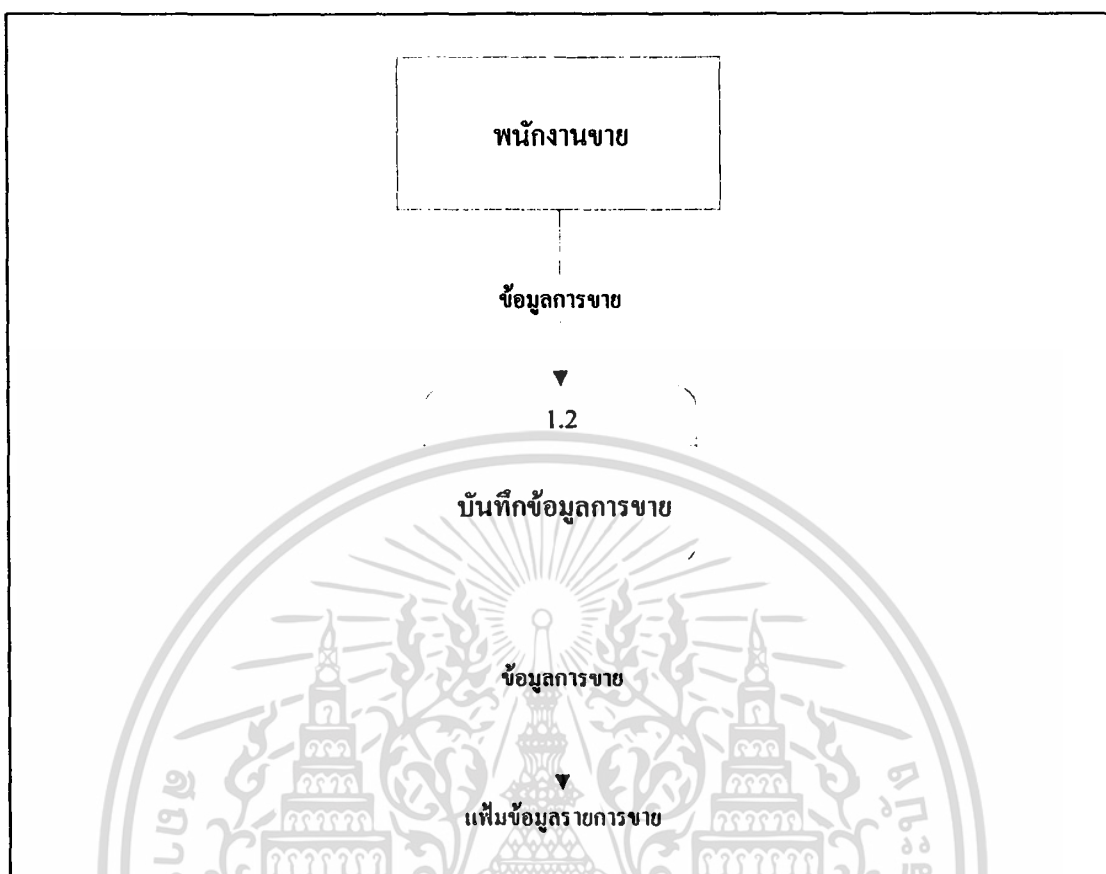 พนักงานขาย
ข้อมูลการขาย
1.2
บันทึกข้อมูลการขาย
ข้อมูลการขาย
แฟ้มข้อมูลรายการขาย